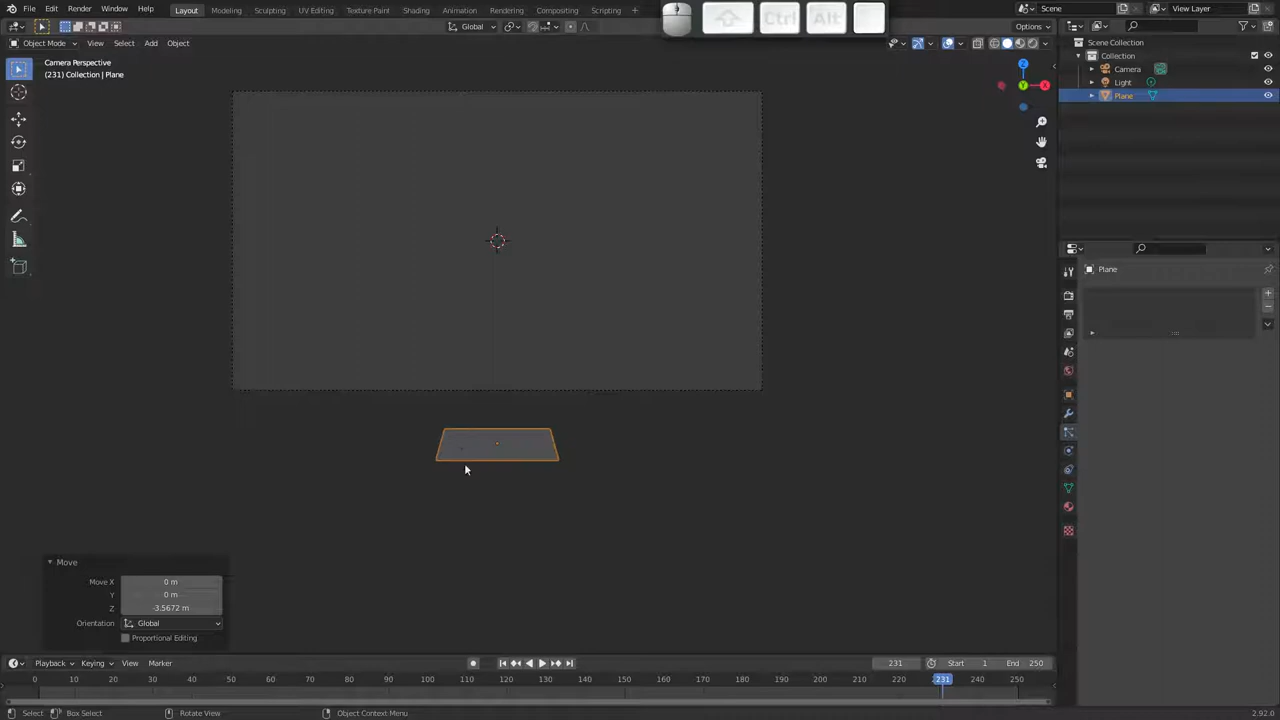 File Edit Render Window Help
Layout Modeling Sculpting UV Editing Texture Paint Shading Animation Rendering Compositing Scripting +
Ctrl Alt
Scene
View Layer
Global
Options
Object Mode View Select Add Object
Camera Perspective
(231) Collection | Plane
Z
Y
X
Scene Collection
Collection
Camera
Light
Plane
Plane
Move
Move X 0 m
Y 0 m
Z -3.5672 m
Orientation Global
Proportional Editing
Playback Keying View Marker
231
Start 1
End 250
0 10 20 30 40 50 60 70 80 90 100 110 120 130 140 150 160 170 180 190 200 210 220 231 240 250
Select Box Select Rotate View Object Context Menu
2.92.0